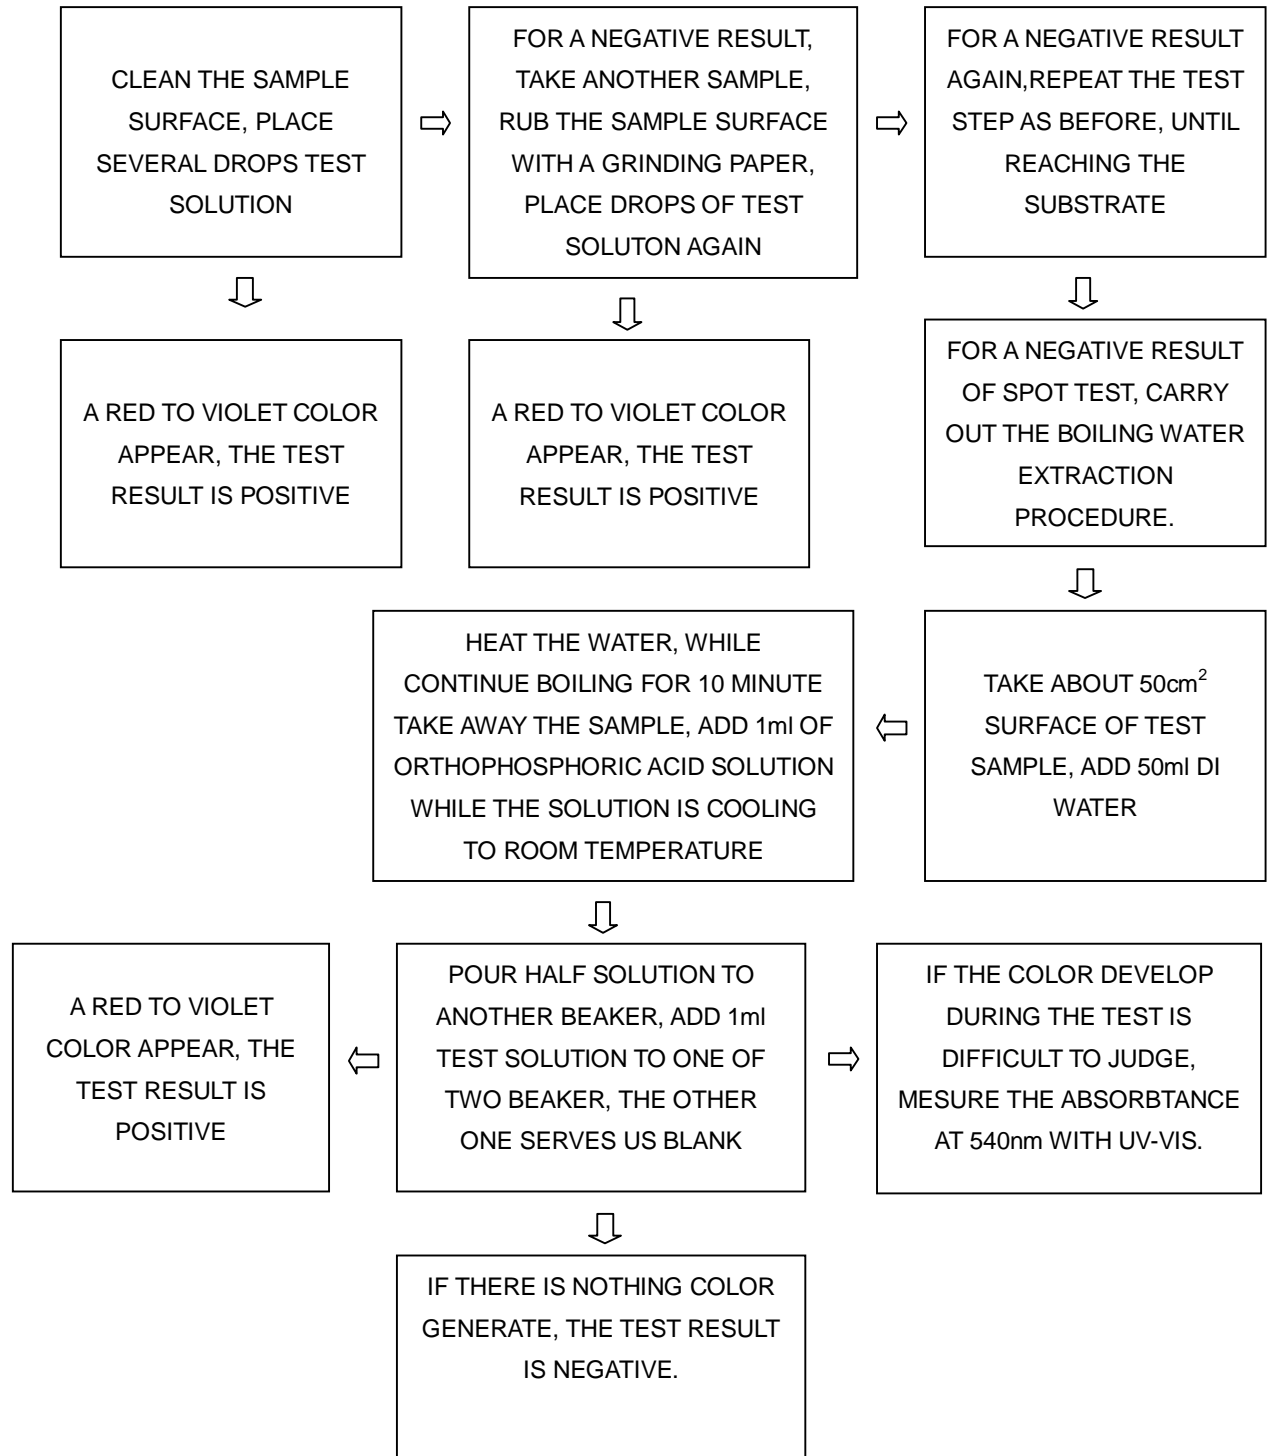 CLEAN THE SAMPLE
SURFACE, PLACE
SEVERAL DROPS TEST
SOLUTION
FOR A NEGATIVE RESULT,
TAKE ANOTHER SAMPLE,
RUB THE SAMPLE SURFACE
WITH A GRINDING PAPER,
PLACE DROPS OF TEST
SOLUTON AGAIN
FOR A NEGATIVE RESULT
AGAIN,REPEAT THE TEST
STEP AS BEFORE, UNTIL
REACHING THE
SUBSTRATE
A RED TO VIOLET COLOR
APPEAR, THE TEST
RESULT IS POSITIVE
A RED TO VIOLET COLOR
APPEAR, THE TEST
RESULT IS POSITIVE
FOR A NEGATIVE RESULT
OF SPOT TEST, CARRY
OUT THE BOILING WATER
EXTRACTION
PROCEDURE.
HEAT THE WATER, WHILE
CONTINUE BOILING FOR 10 MINUTE
TAKE AWAY THE SAMPLE, ADD 1ml OF
ORTHOPHOSPHORIC ACID SOLUTION
WHILE THE SOLUTION IS COOLING
TO ROOM TEMPERATURE
TAKE ABOUT 50cm²
SURFACE OF TEST
SAMPLE, ADD 50ml DI
WATER
A RED TO VIOLET
COLOR APPEAR, THE
TEST RESULT IS
POSITIVE
POUR HALF SOLUTION TO
ANOTHER BEAKER, ADD 1ml
TEST SOLUTION TO ONE OF
TWO BEAKER, THE OTHER
ONE SERVES US BLANK
IF THE COLOR DEVELOP
DURING THE TEST IS
DIFFICULT TO JUDGE,
MESURE THE ABSORBTANCE
AT 540nm WITH UV-VIS.
IF THERE IS NOTHING COLOR
GENERATE, THE TEST RESULT
IS NEGATIVE.